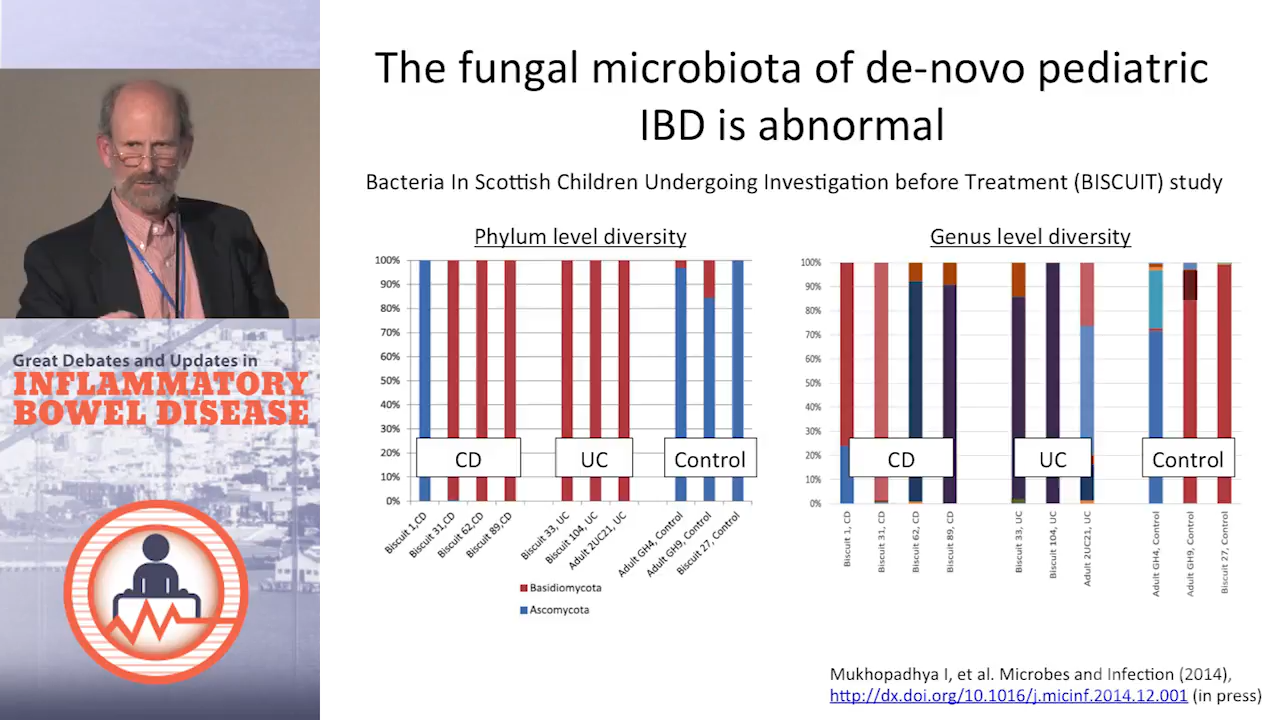 The fungal microbiota of de-novo pediatric
IBD is abnormal
Bacteria In Scottish Children Undergoing Investigation before Treatment (BISCUIT) study
Phylum level diversity
100%
90%
80%
70%
60%
50%
40%
30%
20%
10%
0%
CD
UC
Control
Biscuit 1, CD
Biscuit 31, CD
Biscuit 62, CD
Biscuit 89, CD
Biscuit 33, UC
Biscuit 104, UC
Adult 2UC21, UC
Adult GH4, Control
Adult GH9, Control
Biscuit 27, Control
Basidiomycota
Ascomycota
Genus level diversity
100%
90%
80%
70%
60%
50%
40%
30%
20%
10%
0%
CD
UC
Control
Biscuit 1, CD
Biscuit 31, CD
Biscuit 62, CD
Biscuit 89, CD
Biscuit 33, UC
Biscuit 104, UC
Adult 2UC21, UC
Adult GH4, Control
Adult GH9, Control
Biscuit 27, Control
Mukhopadhya I, et al. Microbes and Infection (2014),
http://dx.doi.org/10.1016/j.micinf.2014.12.001 (in press)
Great Debates and Updates in
INFLAMMATORY
BOWEL DISEASE